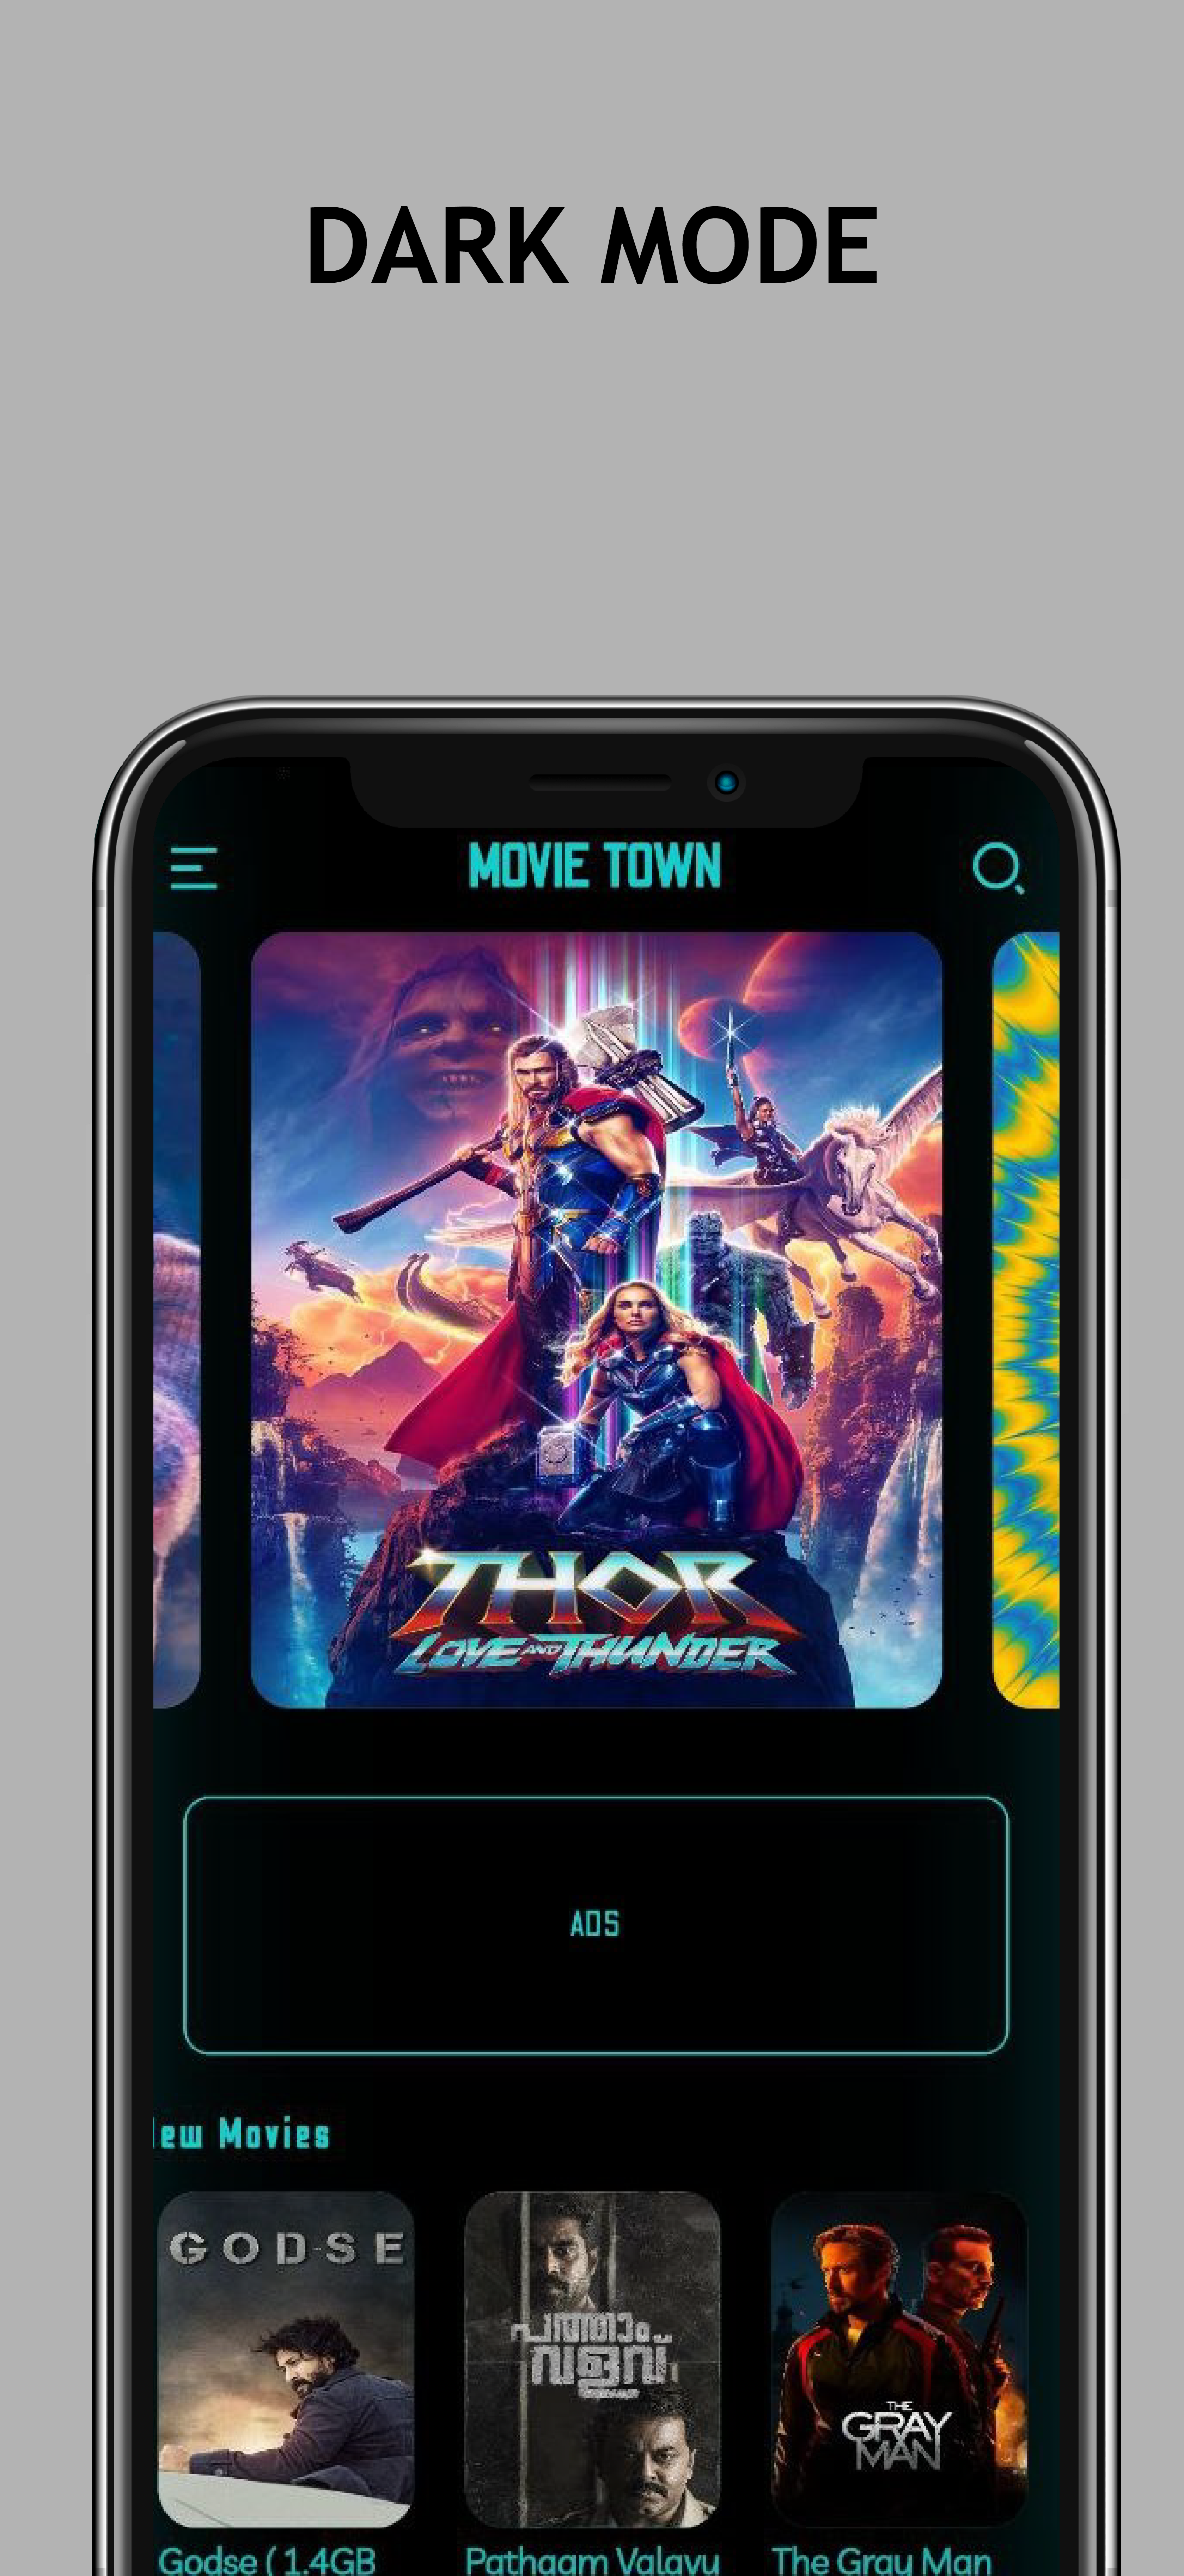 DARK MODE
MOVIE TOWN
THOR
LOVE AND THUNDER
ADS
ew Movies
GODSE
പത്താം
വളവ്
THE
GRAY
MAN
Godse ( 1.4GB
Pathaam Valavu
The Gray Man